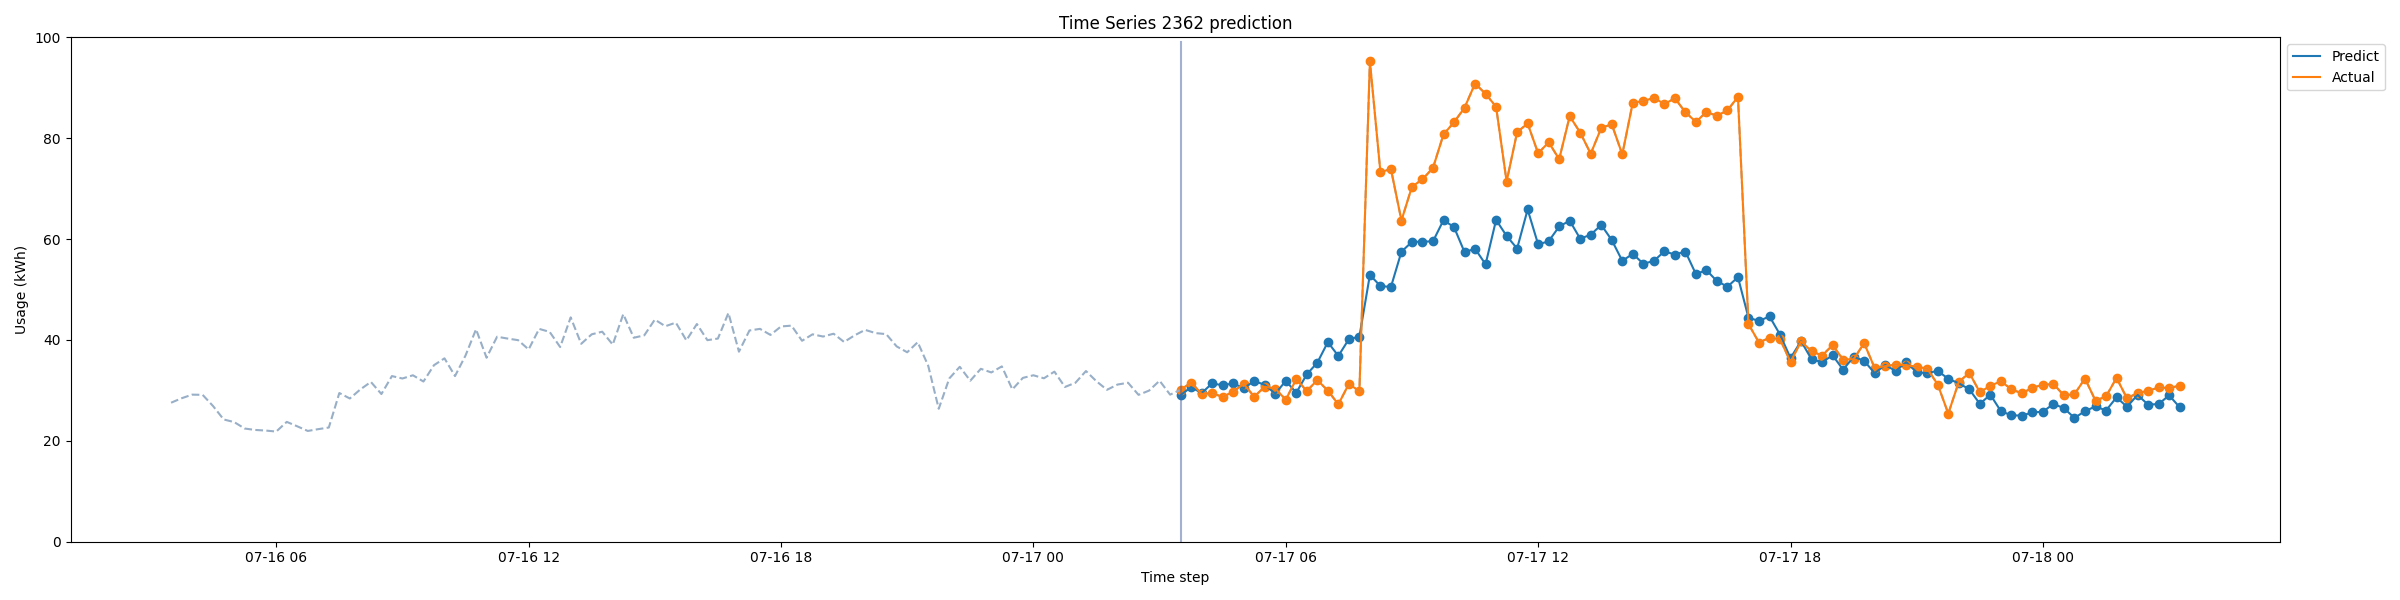 Time Series 2362 prediction
100
80
60
40
20
0
Usage (kWh)
07-16 06
07-16 12
07-16 18
07-17 00
07-17 06
07-17 12
07-17 18
07-18 00
Time step
Predict
Actual